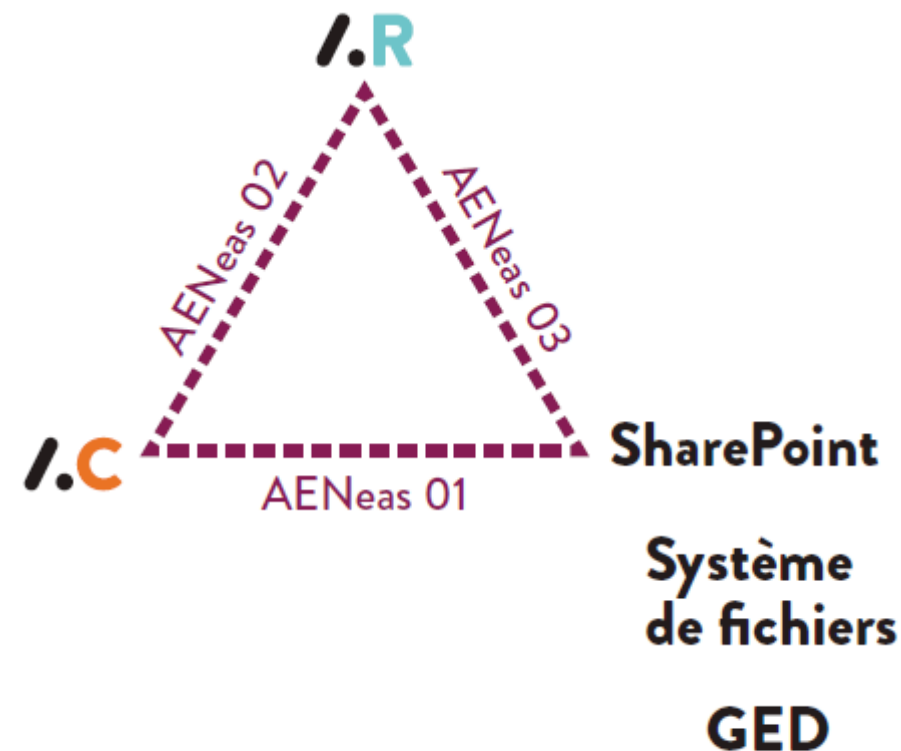 /.R
AENeas 02
AENeas 03
/.C
AENeas 01
SharePoint
Système
de fichiers
GED